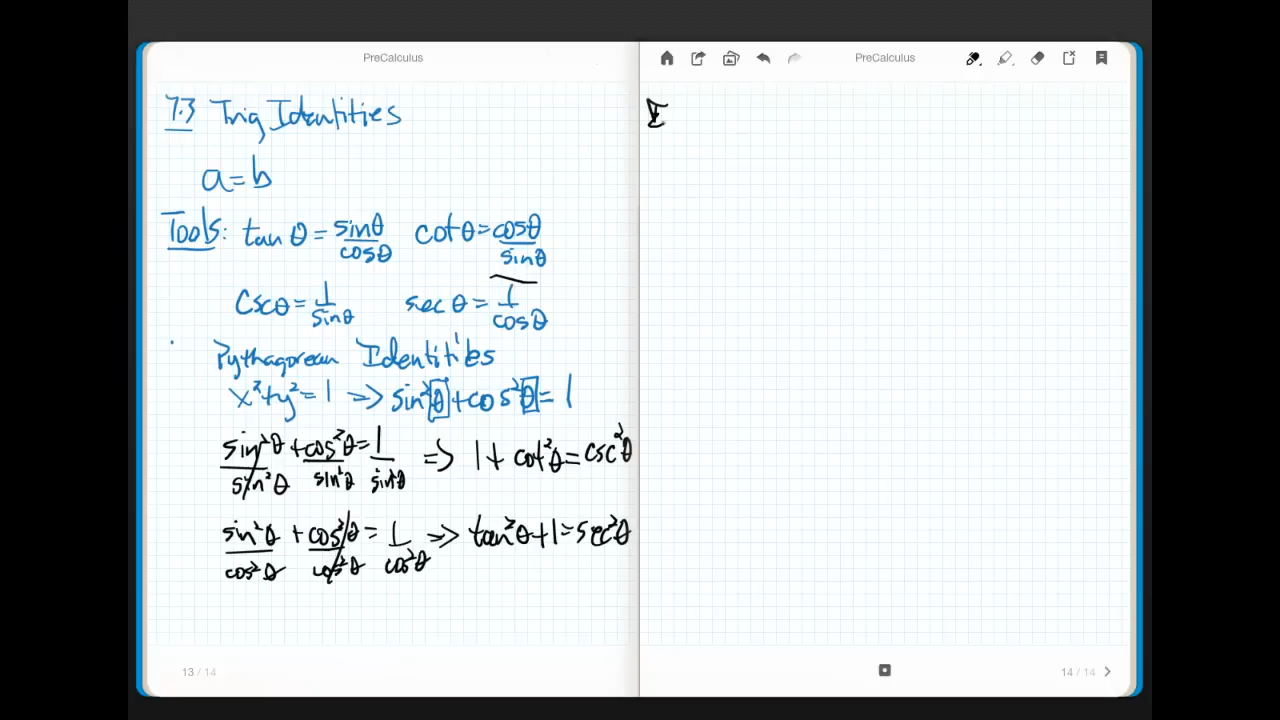 PreCalculus
7.3 Trig Identities
a=b
Tools: tan θ = sinθ/cosθ cotθ = cosθ/sinθ
cscθ = 1/sinθ sec θ = 1/cosθ
Pythagorean Identities
x²+y²=1 => sin²θ + cos²θ = 1
sin²θ/sin²θ + cos²θ/sin²θ = 1/sin²θ => 1 + cot²θ = csc²θ
sin²θ/cos²θ + cos²θ/cos²θ = 1/cos²θ => tan²θ + 1 = sec²θ
13 / 14
PreCalculus
14 / 14